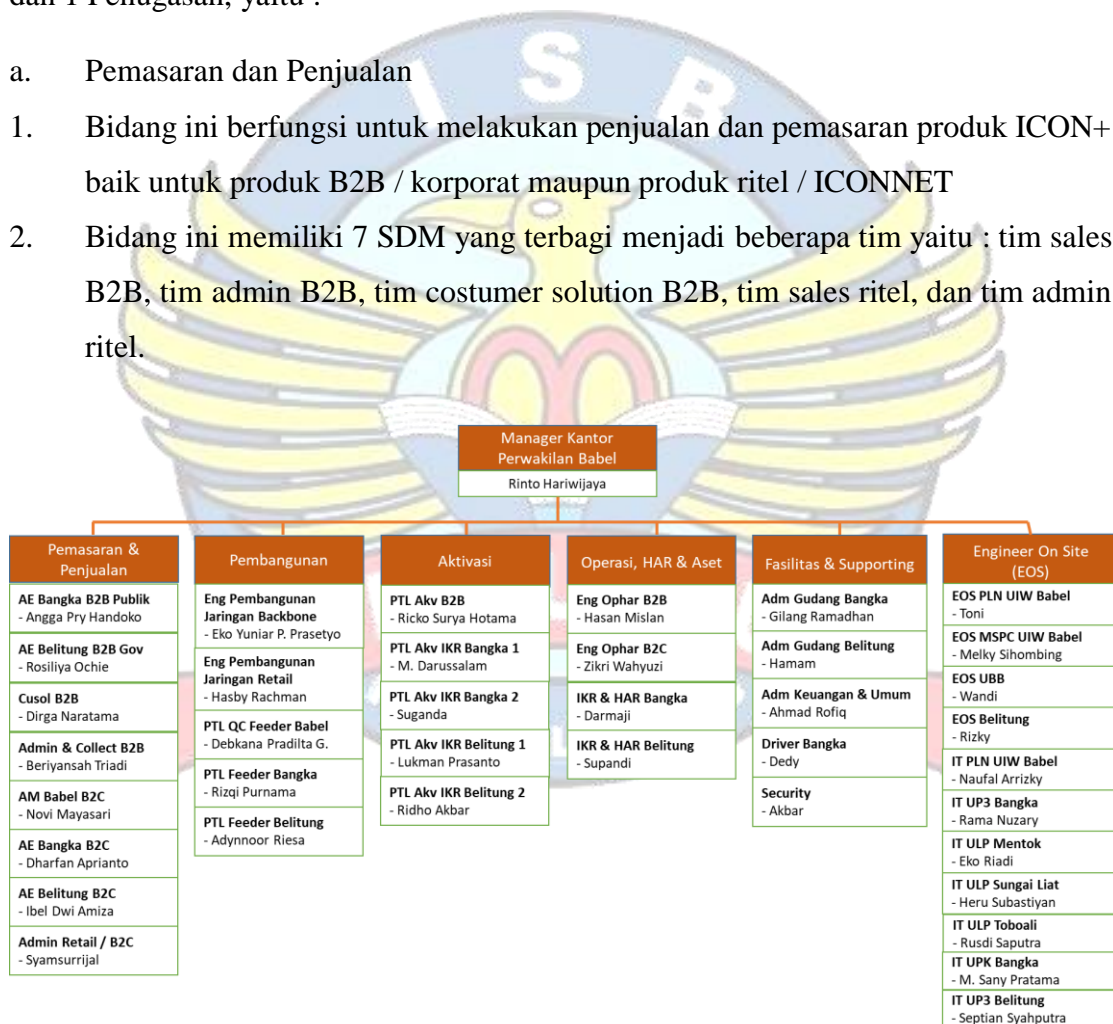 dan 1 Penugasan, yaitu :
a. Pemasaran dan Penjualan
1. Bidang ini berfungsi untuk melakukan penjualan dan pemasaran produk ICON+
baik untuk produk B2B / korporat maupun produk ritel / ICONNET
2. Bidang ini memiliki 7 SDM yang terbagi menjadi beberapa tim yaitu : tim sales
B2B, tim admin B2B, tim costumer solution B2B, tim sales ritel, dan tim admin
ritel.
I S B
Manager Kantor
Perwakilan Babel
Rinto Hariwijaya
Pemasaran &
Penjualan
AE Bangka B2B Publik
- Angga Pry Handoko
AE Belitung B2B Gov
- Rosiliya Ochie
Cusol B2B
- Dirga Naratama
Admin & Collect B2B
- Beriyansah Triadi
AM Babel B2C
- Novi Mayasari
AE Bangka B2C
- Dharfan Aprianto
AE Belitung B2C
- Ibel Dwi Amiza
Admin Retail / B2C
- Syamsurrijal
Pembangunan
Eng Pembangunan
Jaringan Backbone
- Eko Yuniar P. Prasetyo
Eng Pembangunan
Jaringan Retail
- Hasby Rachman
PTL QC Feeder Babel
- Debkana Pradilta G.
PTL Feeder Bangka
- Rizqi Purnama
PTL Feeder Belitung
- Adynnoor Riesa
Aktivasi
PTL Akv B2B
- Ricko Surya Hotama
PTL Akv IKR Bangka 1
- M. Darussalam
PTL Akv IKR Bangka 2
- Suganda
PTL Akv IKR Belitung 1
- Lukman Prasanto
PTL Akv IKR Belitung 2
- Ridho Akbar
Operasi, HAR & Aset
Eng Ophar B2B
- Hasan Mislan
Eng Ophar B2C
- Zikri Wahyuzi
IKR & HAR Bangka
- Darmaji
IKR & HAR Belitung
- Supandi
Fasilitas & Supporting
Adm Gudang Bangka
- Gilang Ramadhan
Adm Gudang Belitung
- Hamam
Adm Keuangan & Umum
- Ahmad Rofiq
Driver Bangka
- Dedy
Security
- Akbar
Engineer On Site
(EOS)
EOS PLN UIW Babel
- Toni
EOS MSPC UIW Babel
- Melky Sihombing
EOS UBB
- Wandi
EOS Belitung
- Rizky
IT PLN UIW Babel
- Naufal Arrizky
IT UP3 Bangka
- Rama Nuzary
IT ULP Mentok
- Eko Riadi
IT ULP Sungai Liat
- Heru Subastiyan
IT ULP Toboali
- Rusdi Saputra
IT UPK Bangka
- M. Sany Pratama
IT UP3 Belitung
- Septian Syahputra